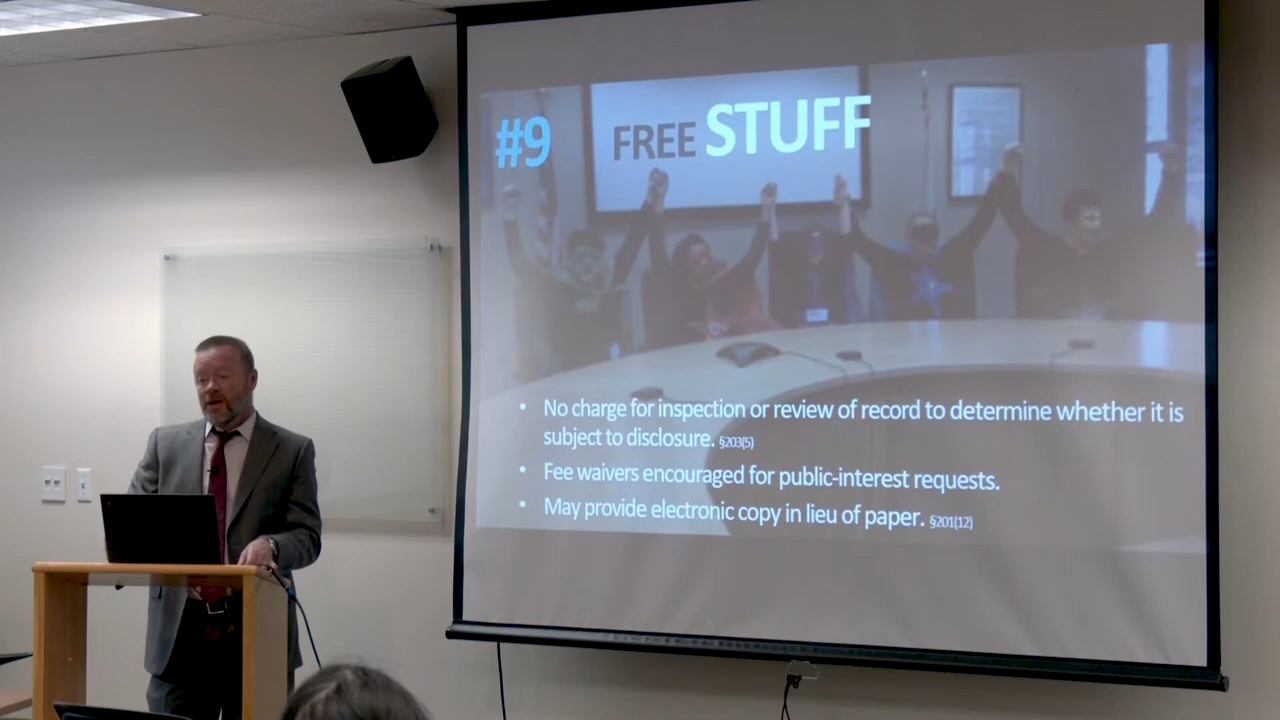 #9 FREE STUFF
• No charge for inspection or review of record to determine whether it is
subject to disclosure. §203(5)
• Fee waivers encouraged for public-interest requests.
• May provide electronic copy in lieu of paper. §201(12)